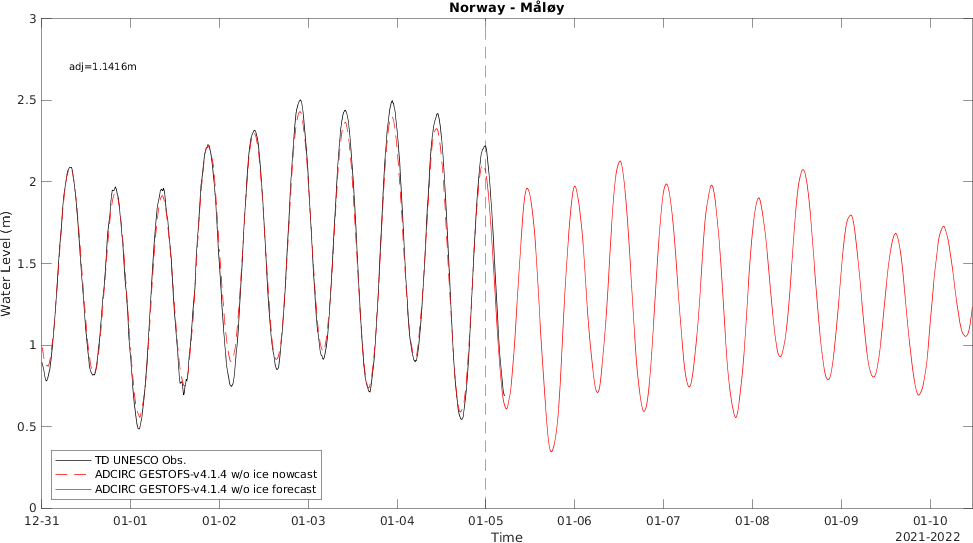 Norway - Måløy
3
adj=1.1416m
2.5
2
1.5
1
0.5
0
Water Level (m)
TD UNESCO Obs.
ADCIRC GESTOFS-v4.1.4 w/o ice nowcast
ADCIRC GESTOFS-v4.1.4 w/o ice forecast
12-31 01-01 01-02 01-03 01-04 01-05 01-06 01-07 01-08 01-09 01-10
Time
2021-2022